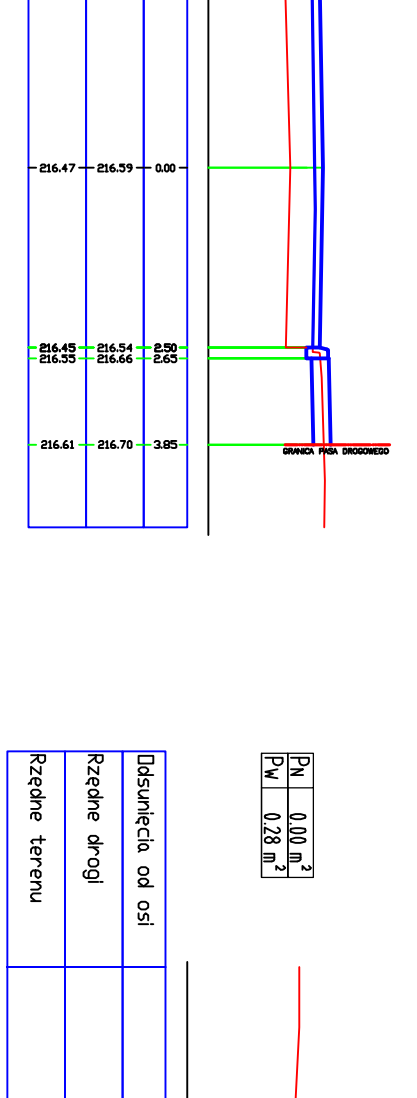 216.47 216.59 0.00
216.45 216.54 2.50
216.55 216.66 2.65
216.61 216.70 3.85
GRANICA PASA DROGOWEGO
PN 0.00 m²
PW 0.28 m²
Odsunięcia od osi
Rzędne drogi
Rzędne terenu